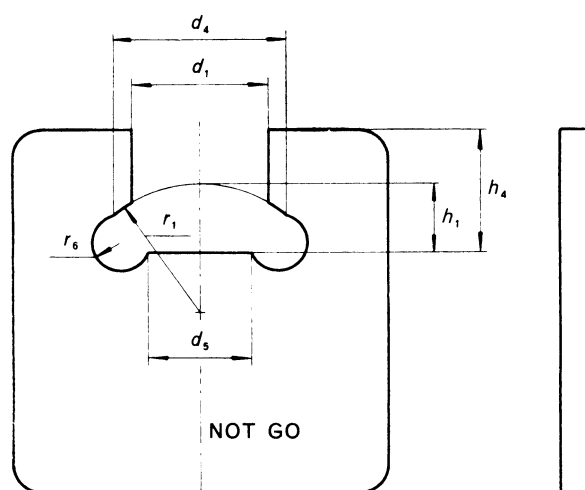 d₄
d₁
h₄
h₁
r₁
r₆
d₅
NOT GO